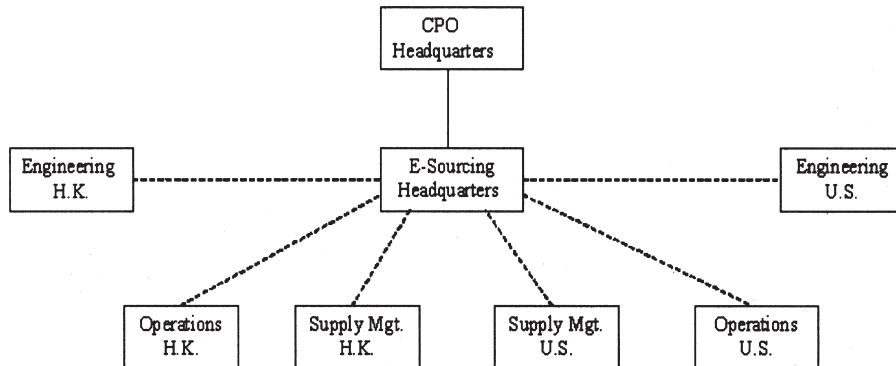 CPO
Headquarters
Engineering
H.K.
E-Sourcing
Headquarters
Engineering
U.S.
Operations
H.K.
Supply Mgt.
H.K.
Supply Mgt.
U.S.
Operations
U.S.